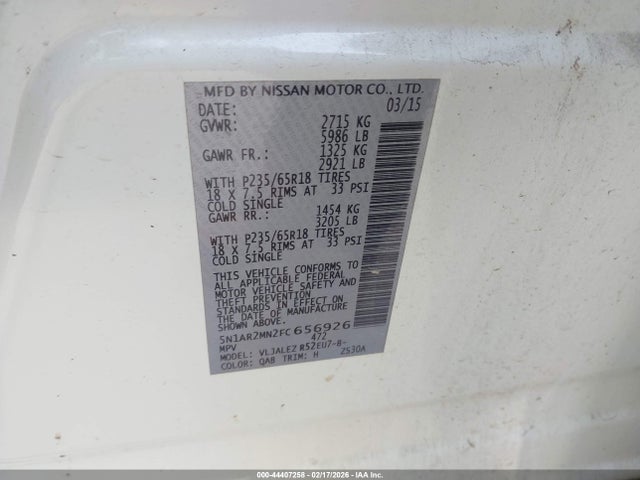 MFD BY NISSAN MOTOR CO., LTD.
DATE: 03/15
GVWR: 2715 KG
5986 LB
GAWR FR.: 1325 KG
2921 LB
WITH P235/65R18 TIRES
18 X 7.5 RIMS AT 33 PSI
COLD SINGLE
GAWR RR.: 1454 KG
3205 LB
WITH P235/65R18 TIRES
18 X 7.5 RIMS AT 33 PSI
COLD SINGLE
THIS VEHICLE CONFORMS TO
ALL APPLICABLE FEDERAL
MOTOR VEHICLE SAFETY AND
THEFT PREVENTION
STANDARDS IN EFFECT ON
THE DATE OF MANUFACTURE
SHOWN ABOVE.
5N1AR2MN2FC656926
MPV 472
MODEL: VLJALEZ R52EU7-B-
COLOR: QAB TRIM: H 2S30A
000-44407258 - 02/17/2026 - IAA Inc.